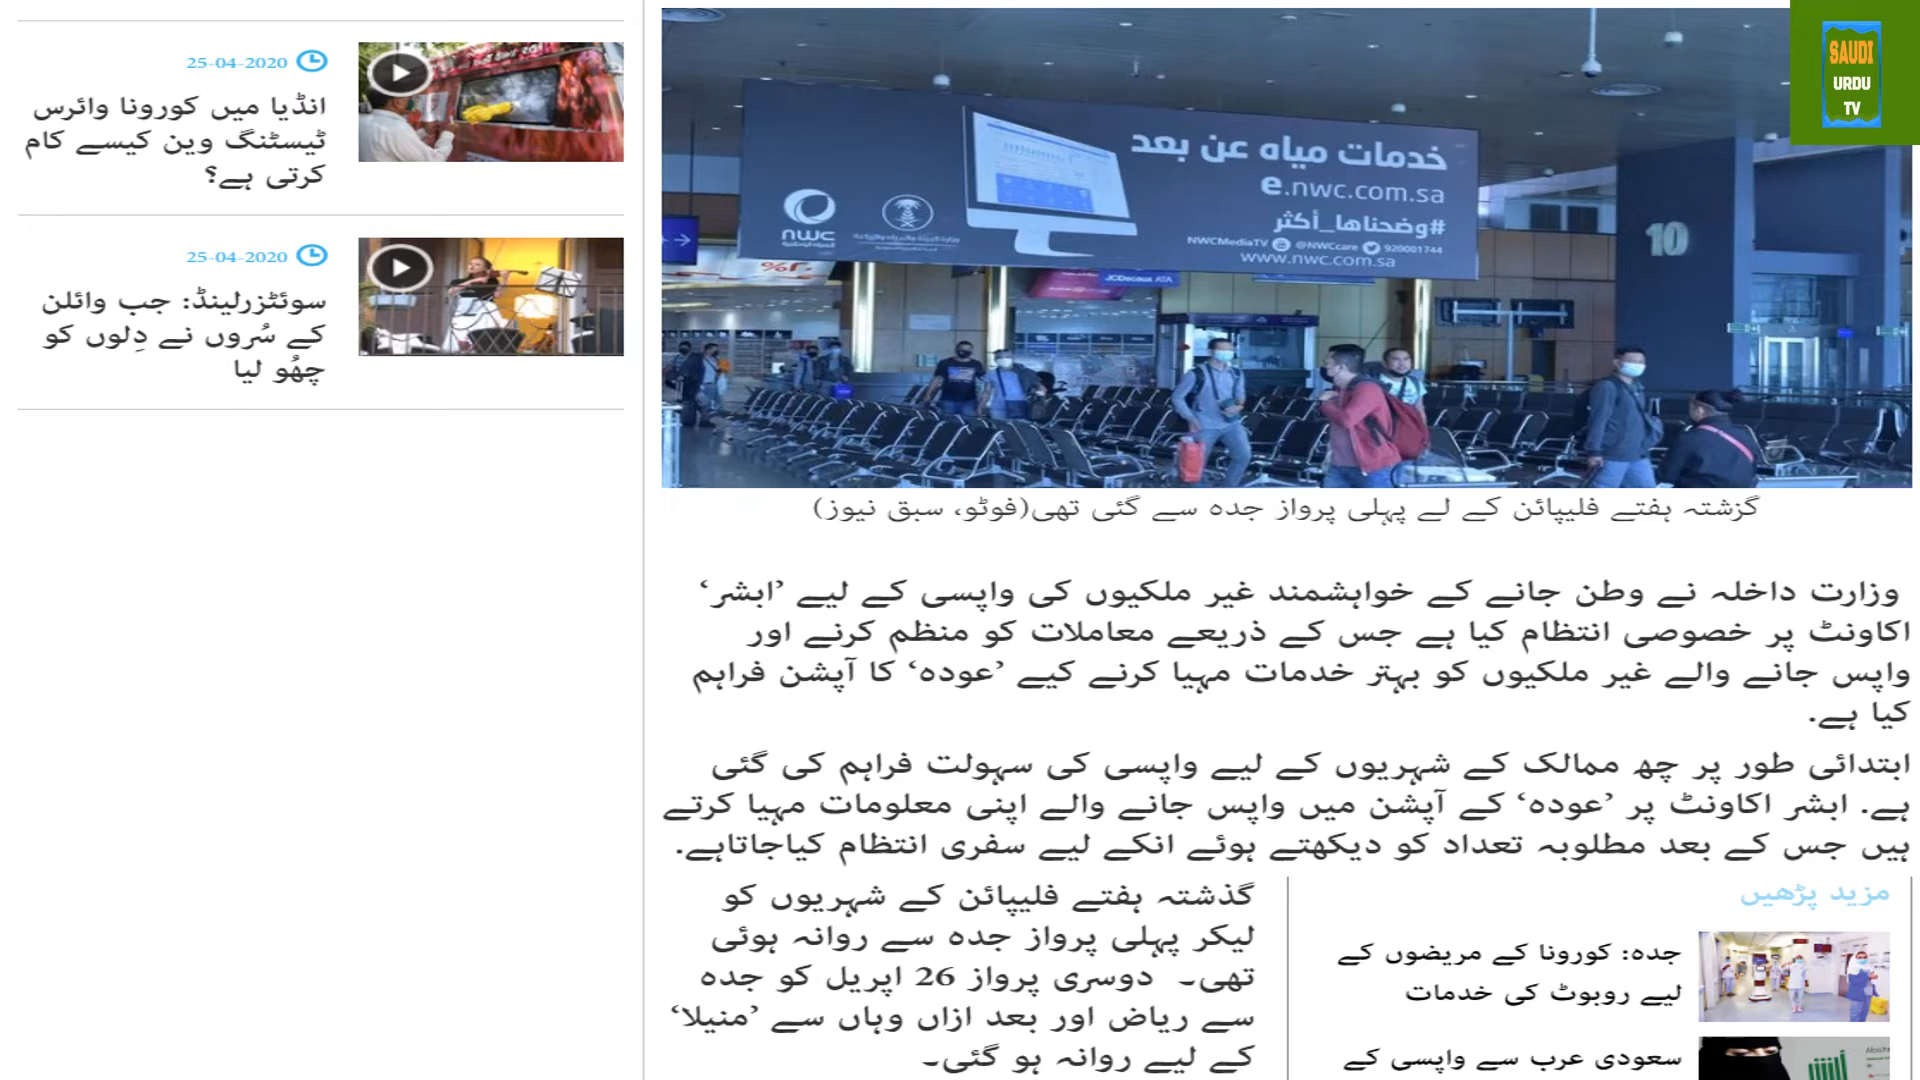 SAUDI
URDU
TV
خدمات مياه عن بعد
e.nwc.com.sa
#وضحناها_أكثر
NWCMediaTV @NWCcare 920001744
www.nwc.com.sa
nwc
10
JCDecaux ATA
%٢٠
گزشتہ ہفتے فلیپائن کے لے پہلی پرواز جدہ سے گئی تھی(فوٹو، سبق نیوز)
وزارت داخلہ نے وطن جانے کے خواہشمند غیر ملکیوں کی واپسی کے لیے ’ابشر‘
اکاونٹ پر خصوصی انتظام کیا ہے جس کے ذریعے معاملات کو منظم کرنے اور
واپس جانے والے غیر ملکیوں کو بہتر خدمات مہیا کرنے کیے ’عودہ‘ کا آپشن فراہم
کیا ہے.
ابتدائی طور پر چھ ممالک کے شہریوں کے لیے واپسی کی سہولت فراہم کی گئی
ہے. ابشر اکاونٹ پر ’عودہ‘ کے آپشن میں واپس جانے والے اپنی معلومات مہیا کرتے
ہیں جس کے بعد مطلوبہ تعداد کو دیکھتے ہوئے انکے لیے سفری انتظام کیاجاتاہے.
گذشتہ ہفتے فلیپائن کے شہریوں کو
لیکر پہلی پرواز جدہ سے روانہ ہوئی
تھی۔ دوسری پرواز 26 اپریل کو جدہ
سے ریاض اور بعد ازاں وہاں سے ’منیلا‘
کے لیے روانہ ہو گئی۔
مزید پڑھیں
جدہ: کورونا کے مریضوں کے
لیے روبوٹ کی خدمات
سعودی عرب سے واپسی کے
25-04-2020
انڈیا میں کورونا وائرس
ٹیسٹنگ وین کیسے کام
کرتی ہے؟
25-04-2020
سوئٹزرلینڈ: جب وائلن
کے سُروں نے دِلوں کو
چھُو لیا